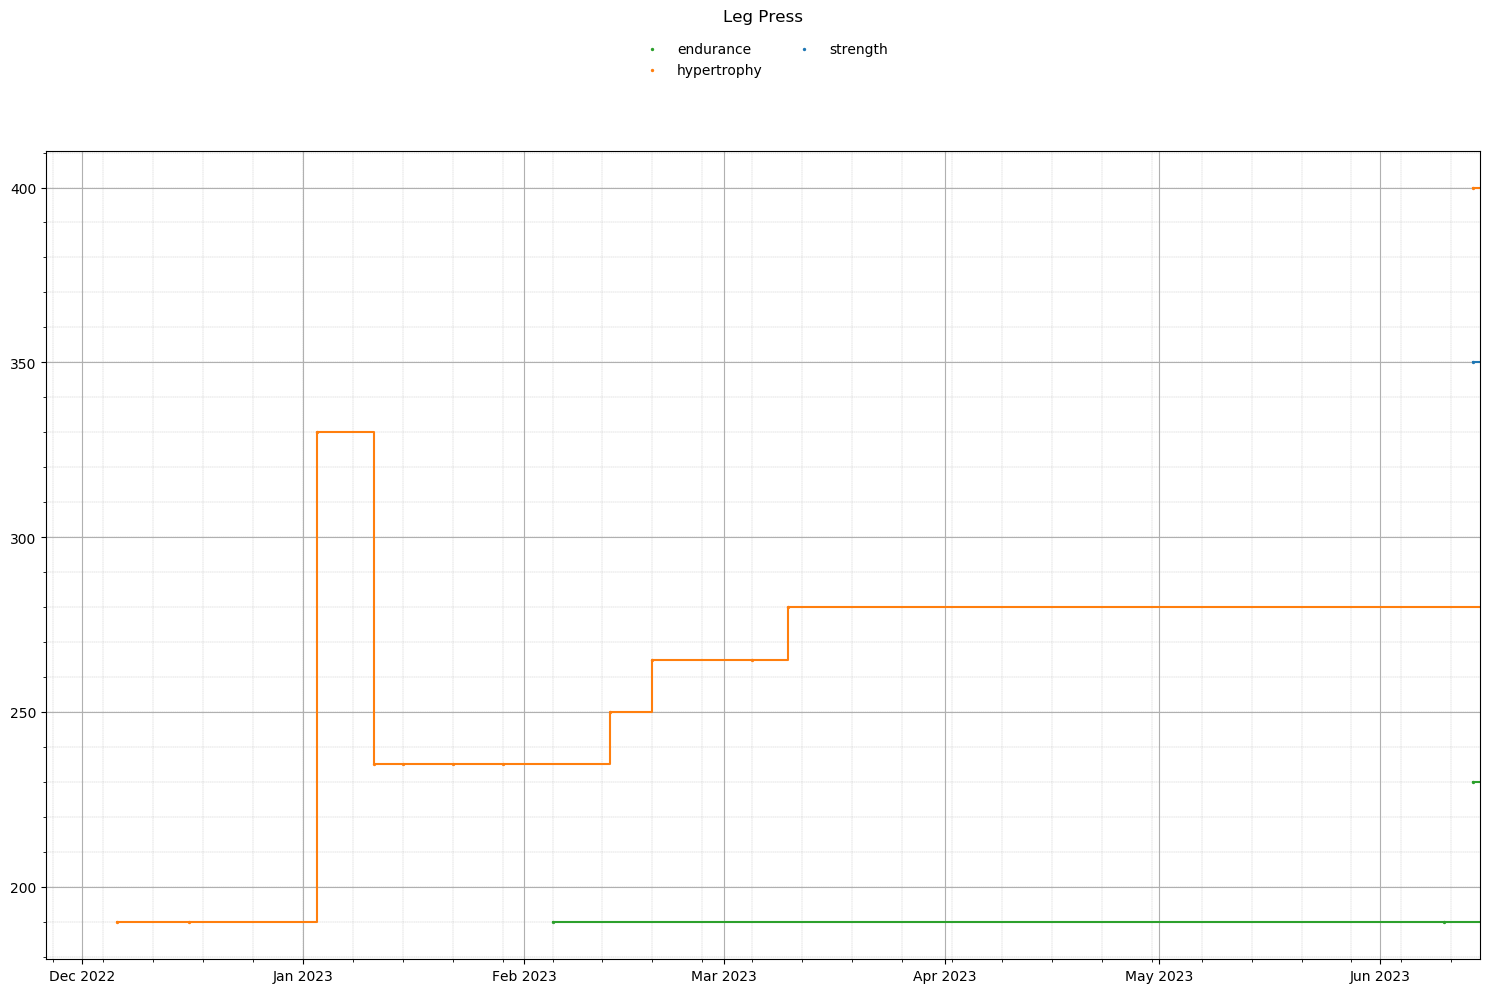 Leg Press
endurance
strength
hypertrophy
400
350
300
250
200
Dec 2022
Jan 2023
Feb 2023
Mar 2023
Apr 2023
May 2023
Jun 2023